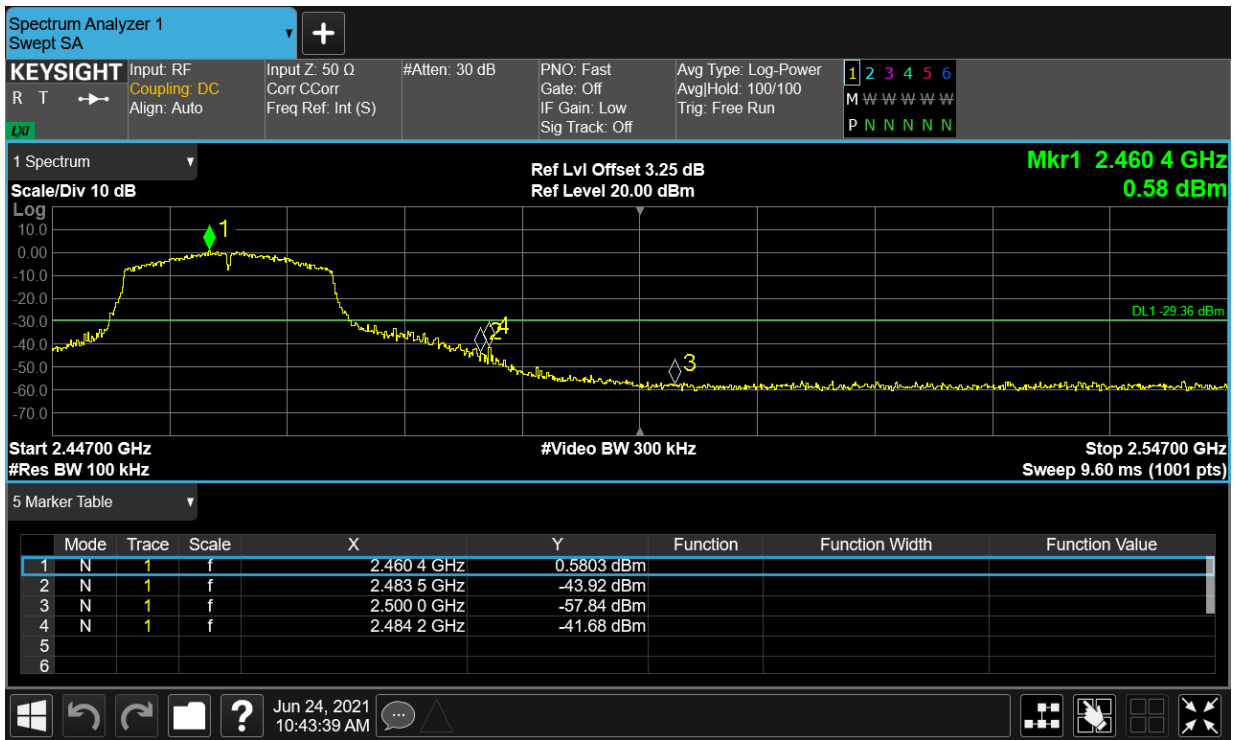 Spectrum Analyzer 1
Swept SA
+
KEYSIGHT
R T
LXI
Input: RF
Coupling: DC
Align: Auto
Input Z: 50 Ω
Corr CCorr
Freq Ref: Int (S)
#Atten: 30 dB
PNO: Fast
Gate: Off
IF Gain: Low
Sig Track: Off
Avg Type: Log-Power
Avg|Hold: 100/100
Trig: Free Run
1 2 3 4 5 6
M W W W W W
P N N N N N
1 Spectrum
Scale/Div 10 dB
Ref Lvl Offset 3.25 dB
Ref Level 20.00 dBm
Mkr1 2.460 4 GHz
0.58 dBm
Log
10.0
0.00
-10.0
-20.0
-30.0
-40.0
-50.0
-60.0
-70.0
1
2
4
3
DL1 -29.36 dBm
Start 2.44700 GHz
#Video BW 300 kHz
Stop 2.54700 GHz
#Res BW 100 kHz
Sweep 9.60 ms (1001 pts)
5 Marker Table
Mode Trace Scale X Y Function Function Width Function Value
1 N 1 f 2.460 4 GHz 0.5803 dBm
2 N 1 f 2.483 5 GHz -43.92 dBm
3 N 1 f 2.500 0 GHz -57.84 dBm
4 N 1 f 2.484 2 GHz -41.68 dBm
5
6
?
Jun 24, 2021
10:43:39 AM